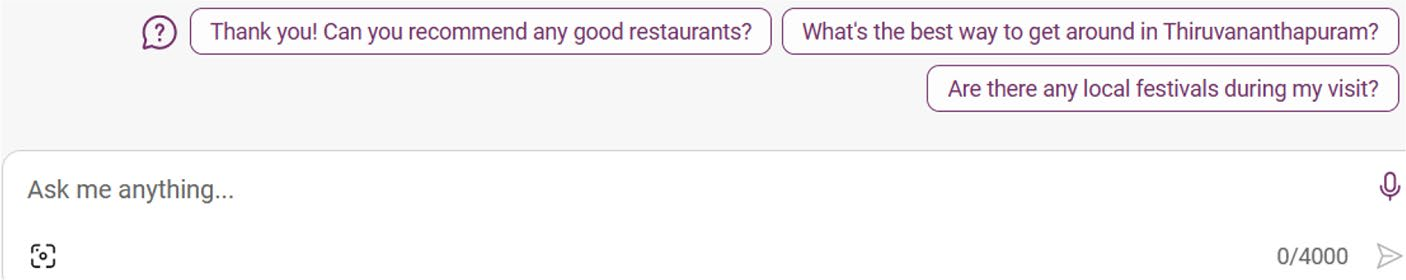 Thank you! Can you recommend any good restaurants?
What's the best way to get around in Thiruvananthapuram?
Are there any local festivals during my visit?
Ask me anything...
0/4000